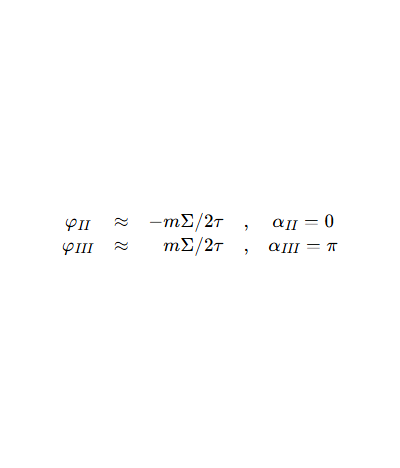 φ_{II} ≈ −mΣ/2τ , α_{II} = 0
φ_{III} ≈ mΣ/2τ , α_{III} = π